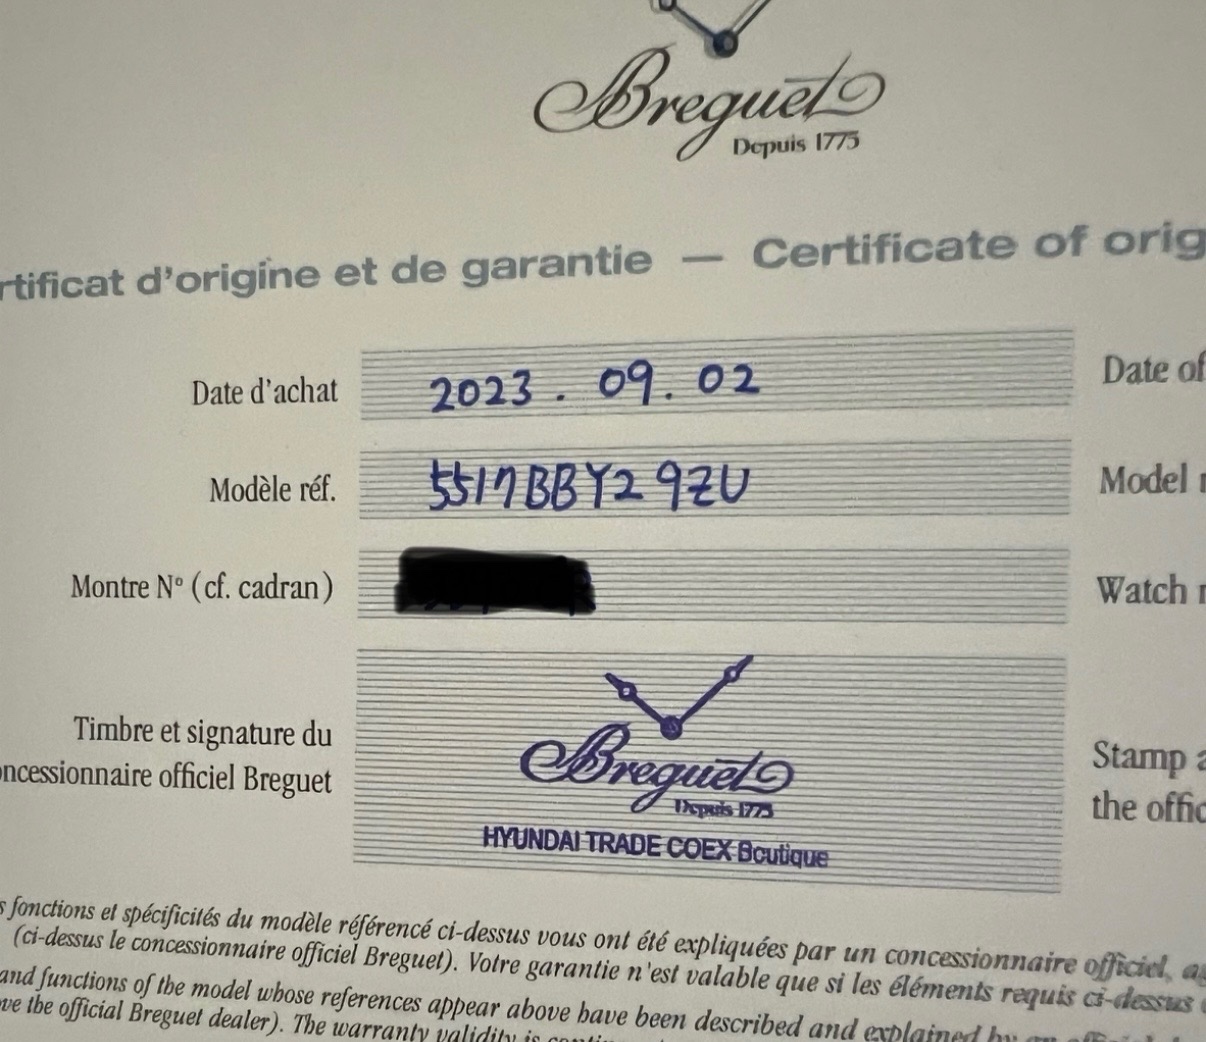 Breguet
Depuis 1775
rtificat d'origine et de garantie — Certificate of orig
Date d'achat 2023 . 09. 02 Date of
Modèle réf. 5517BBY2 9ZU Model
Montre N° (cf. cadran) Watch
Timbre et signature du Stamp
oncessionnaire officiel Breguet the offic
Breguet
Depuis 1775
HYUNDAI TRADE COEX Boutique
s fonctions et spécificités du modèle référencé ci-dessus vous ont été expliquées par un concessionnaire officiel,
(ci-dessus le concessionnaire officiel Breguet). Votre garantie n'est valable que si les éléments requis ci-dessus
and functions of the model whose references appear above have been described and explained by an
ve the official Breguet dealer). The warranty validity is